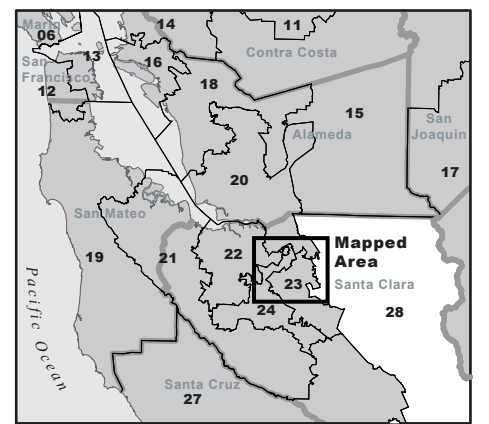 14
11
Marin
06
13
16
Contra Costa
San
Francisco
12
18
15
San
Joaquin
Alameda
17
20
San Mateo
19
21
22
Mapped
Area
23
Santa Clara
24
28
Pacific Ocean
Santa Cruz
27